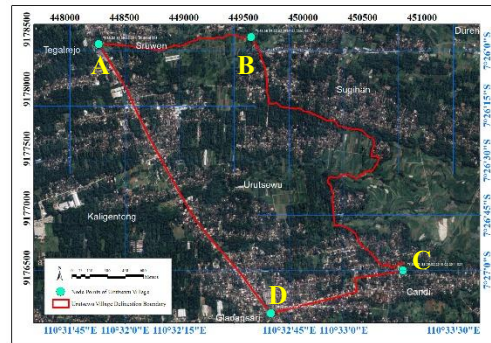 448000 448500 449000 449500 450000 450500 451000
Tegalrejo
Sruwen
Duren
A
B
Sugihan
Urutsewu
Kaligentong
C
D
Candi
Gladagsari
Node Points of Urutsewu Village
Urutsewu Village Delineation Boundary
9178500
9178000
9177500
9177000
9176500
7°26'0"S
7°26'15"S
7°26'30"S
7°26'45"S
7°27'0"S
110°31'45"E 110°32'0"E 110°32'15"E 110°32'45"E 110°33'0"E 110°33'30"E